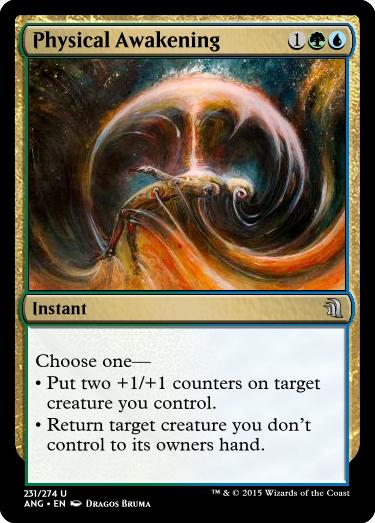 Physical Awakening 1
Instant
Choose one—
• Put two +1/+1 counters on target
creature you control.
• Return target creature you don't
control to its owners hand.
231/274 U
ANG • EN Dragos Bruma
™ & © 2015 Wizards of the Coast